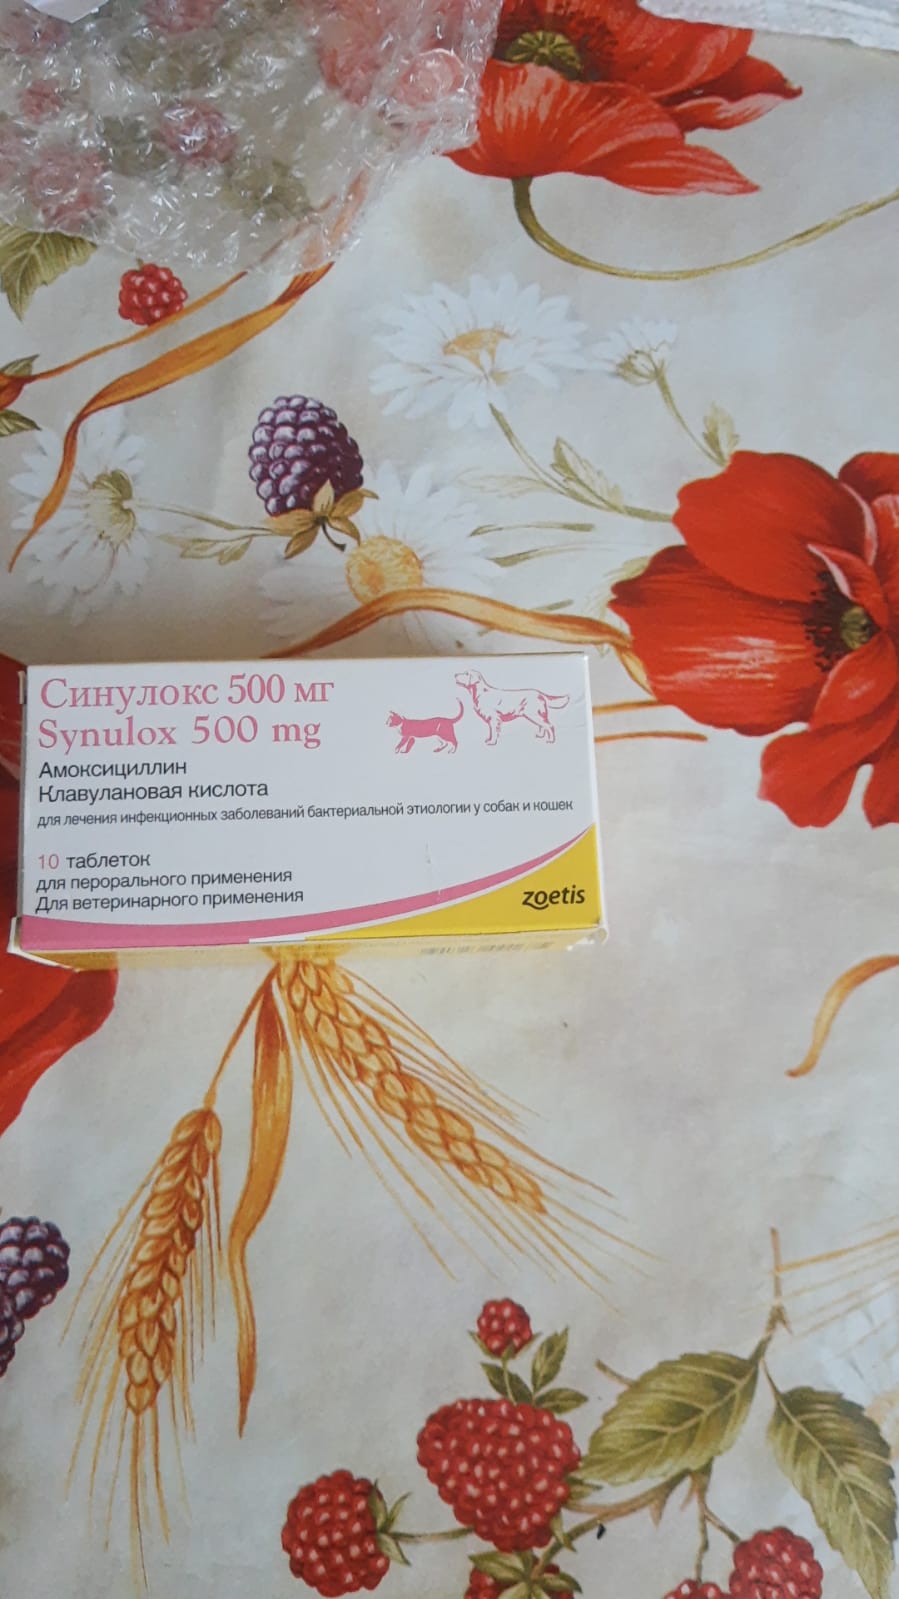 Синулокс 500 мг
Synulox 500 mg
Амоксициллин
Клавулановая кислота
для лечения инфекционных заболеваний бактериальной этиологии у собак и кошек
10 таблеток
для перорального применения
Для ветеринарного применения
zoetis